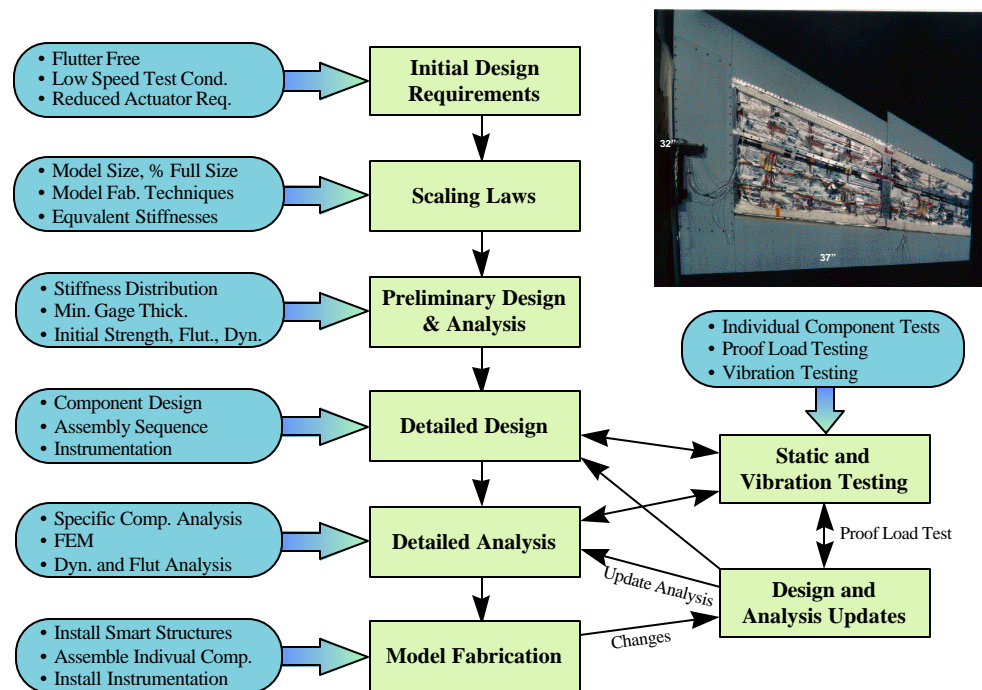 • Flutter Free
• Low Speed Test Cond.
• Reduced Actuator Req.
Initial Design
Requirements
• Model Size, % Full Size
• Model Fab. Techniques
• Equvalent Stiffnesses
Scaling Laws
32”
37”
• Stiffness Distribution
• Min. Gage Thick.
• Initial Strength, Flut., Dyn.
Preliminary Design
& Analysis
• Individual Component Tests
• Proof Load Testing
• Vibration Testing
• Component Design
• Assembly Sequence
• Instrumentation
Detailed Design
Static and
Vibration Testing
• Specific Comp. Analysis
• FEM
• Dyn. and Flut Analysis
Detailed Analysis
Proof Load Test
Update Analysis
Design and
Analysis Updates
• Install Smart Structures
• Assemble Indivual Comp.
• Install Instrumentation
Model Fabrication
Changes